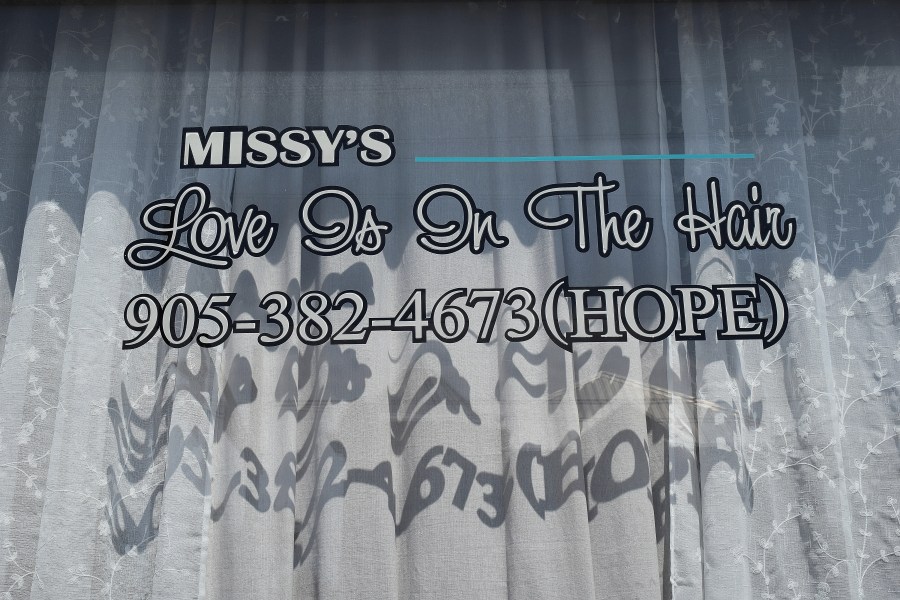 MISSY'S
Love Is In The Hair
905-382-4673(HOPE)